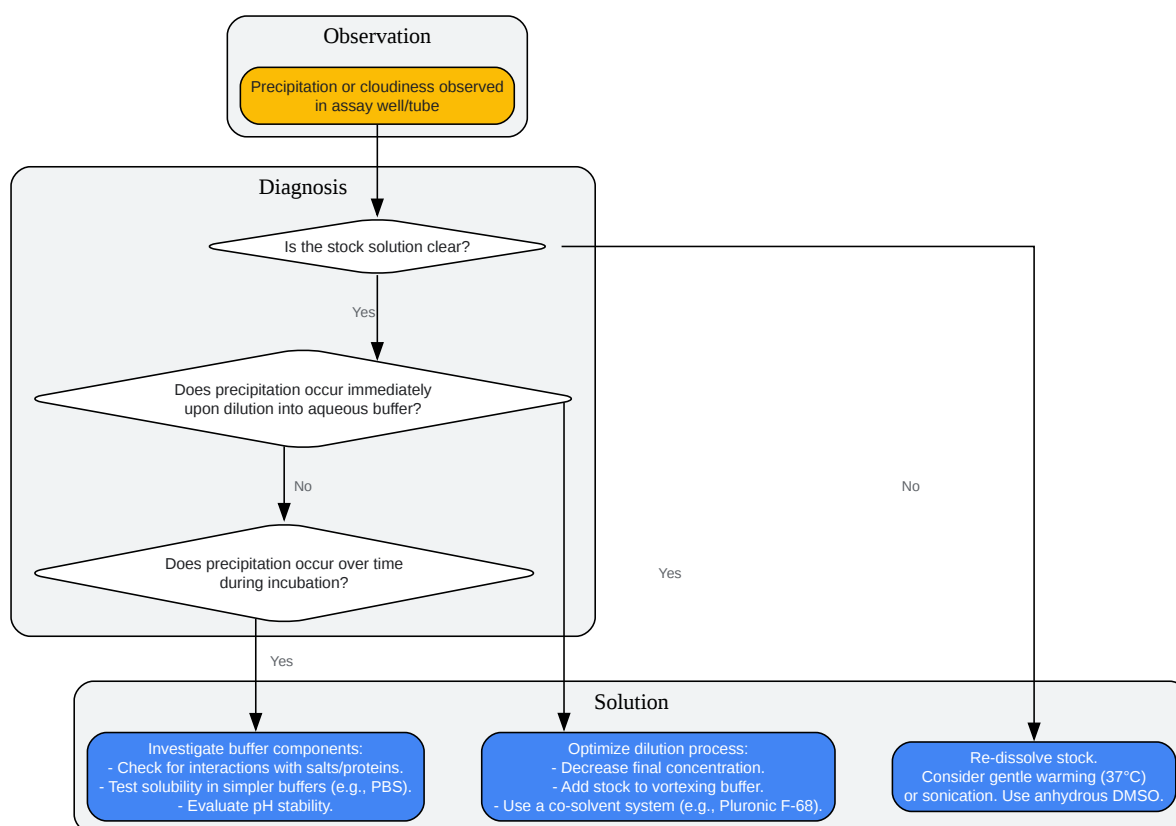 Observation
Precipitation or cloudiness observed
in assay well/tube
Diagnosis
Is the stock solution clear?
Yes
Does precipitation occur immediately
upon dilution into aqueous buffer?
No
No
Does precipitation occur over time
during incubation?
Yes
Yes
Solution
Investigate buffer components:
- Check for interactions with salts/proteins.
- Test solubility in simpler buffers (e.g., PBS).
- Evaluate pH stability.
Optimize dilution process:
- Decrease final concentration.
- Add stock to vortexing buffer.
- Use a co-solvent system (e.g., Pluronic F-68).
Re-dissolve stock.
Consider gentle warming (37°C)
or sonication. Use anhydrous DMSO.